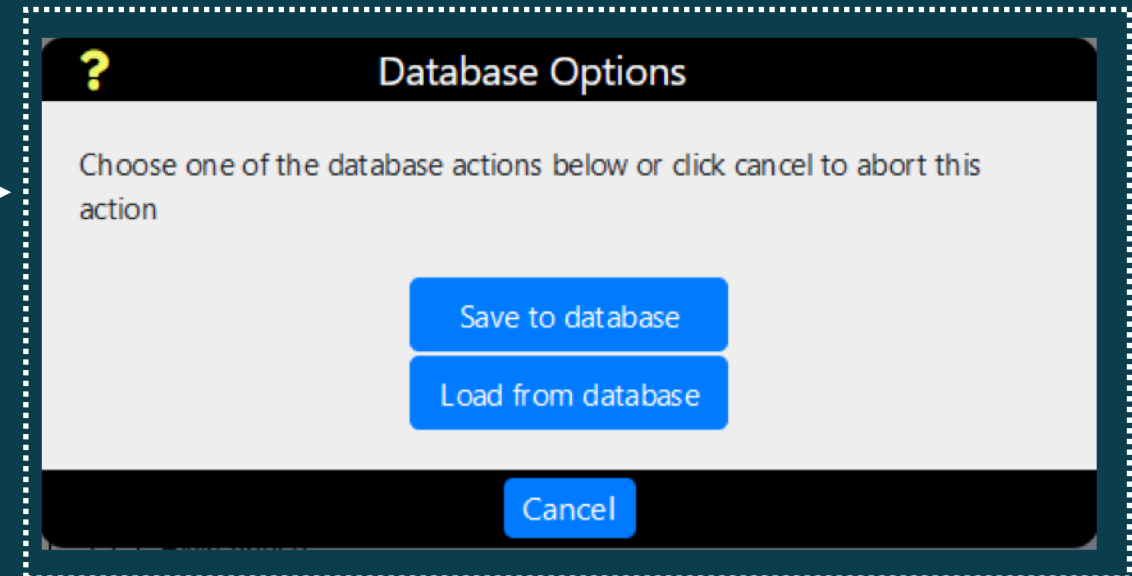 ? Database Options
Choose one of the database actions below or click cancel to abort this
action
Save to database
Load from database
Cancel